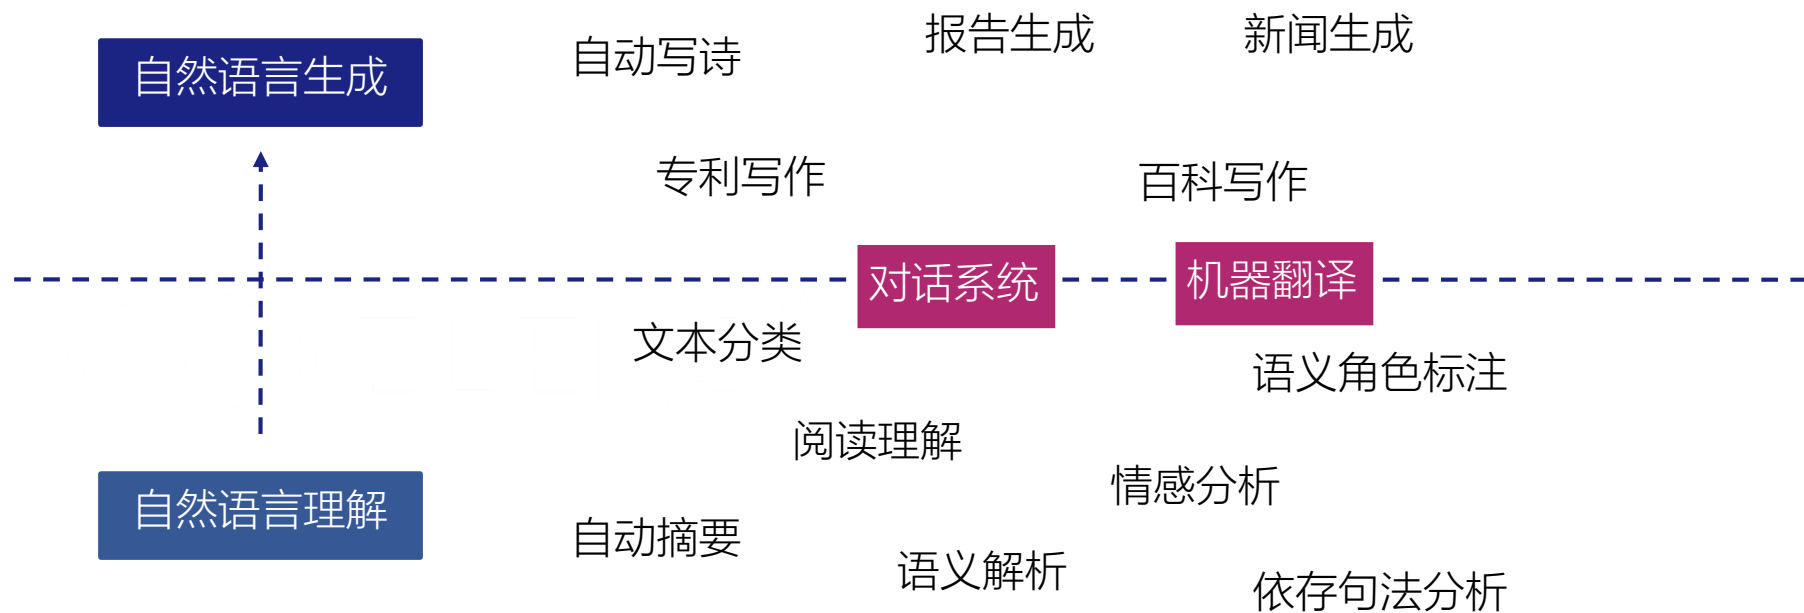 报告生成
新闻生成
自动写诗
自然语言生成
专利写作
百科写作
对话系统
机器翻译
文本分类
语义角色标注
阅读理解
情感分析
自然语言理解
自动摘要
语义解析
依存句法分析